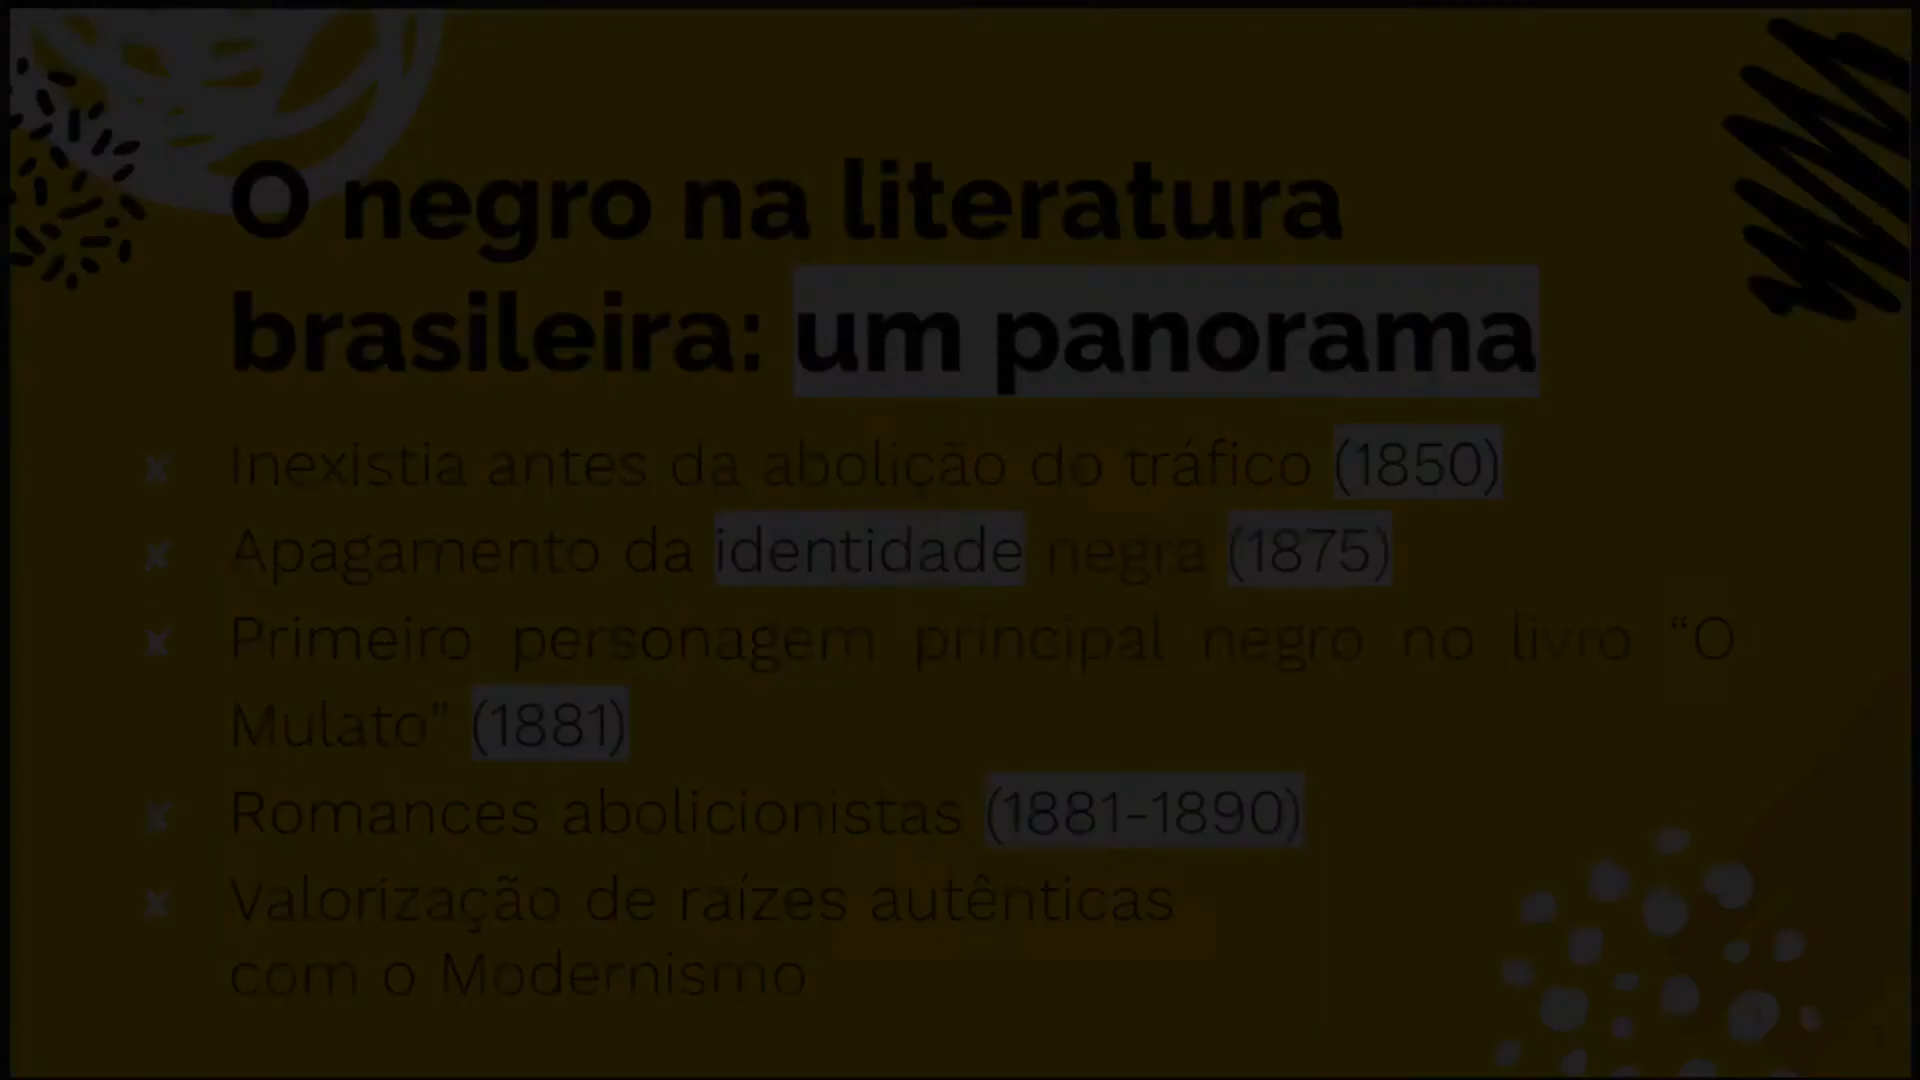 O negro na literatura
brasileira: um panorama
x Inexistia antes da abolição do tráfico (1850)
x Apagamento da identidade negra (1875)
x Primeiro personagem principal negro no livro “O
Mulato” (1881)
x Romances abolicionistas (1881-1890)
x Valorização de raízes autênticas
com o Modernismo